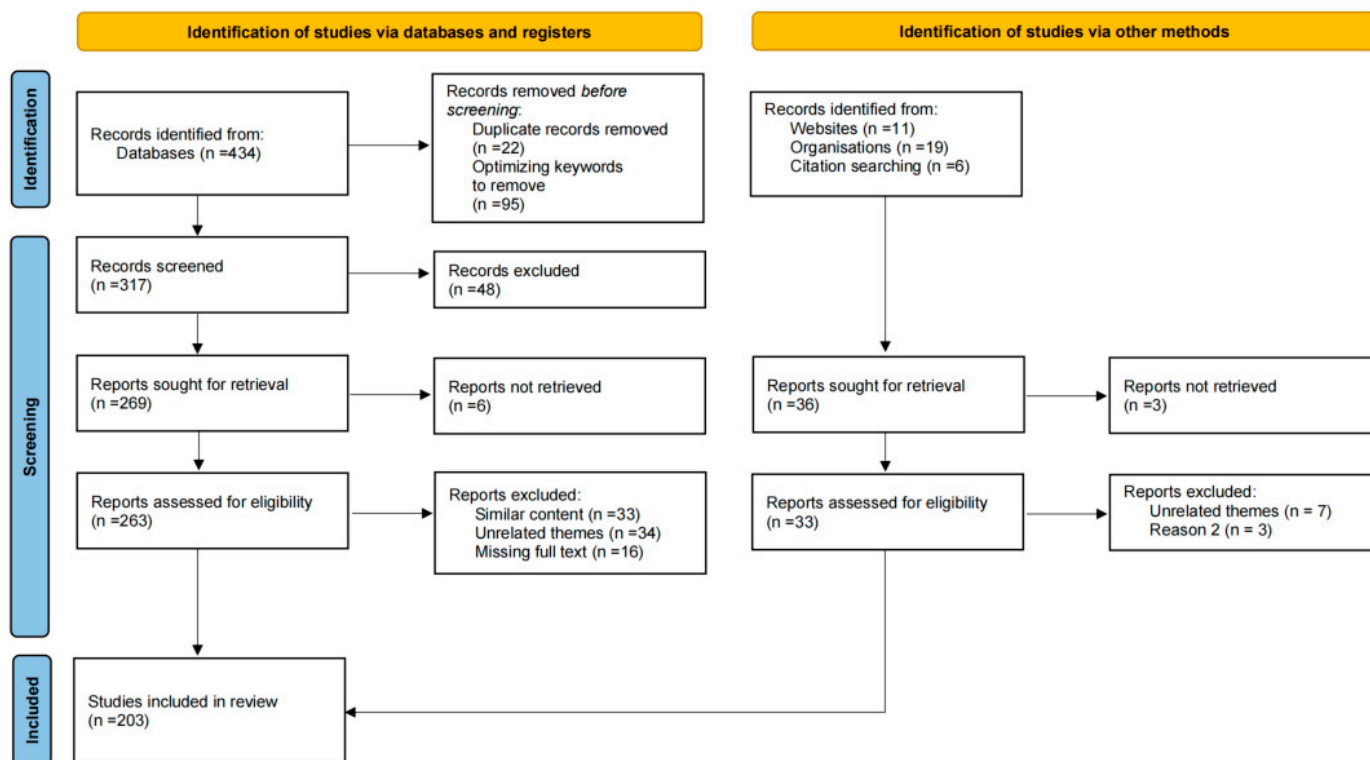 Identification of studies via databases and registers
Identification of studies via other methods
Identification
Records identified from:
Databases (n =434)
Records removed before
screening:
Duplicate records removed
(n =22)
Optimizing keywords
to remove
(n =95)
Records identified from:
Websites (n =11)
Organisations (n =19)
Citation searching (n =6)
Screening
Records screened
(n =317)
Records excluded
(n =48)
Reports sought for retrieval
(n =269)
Reports not retrieved
(n =6)
Reports sought for retrieval
(n =36)
Reports not retrieved
(n =3)
Reports assessed for eligibility
(n =263)
Reports excluded:
Similar content (n =33)
Unrelated themes (n =34)
Missing full text (n =16)
Reports assessed for eligibility
(n =33)
Reports excluded:
Unrelated themes (n = 7)
Reason 2 (n = 3)
Included
Studies included in review
(n =203)